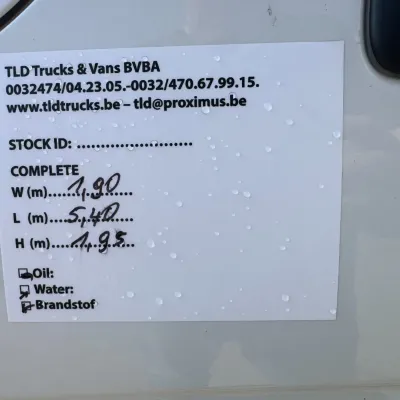 TLD Trucks & Vans BVBA
0032474/04.23.05.-0032/470.67.99.15.
www.tldtrucks.be – tld@proximus.be
STOCK ID: ........................
COMPLETE
W (m)....1,90....
L (m)....5,40....
H (m)....1,95....
Oil:
Water:
Brandstof